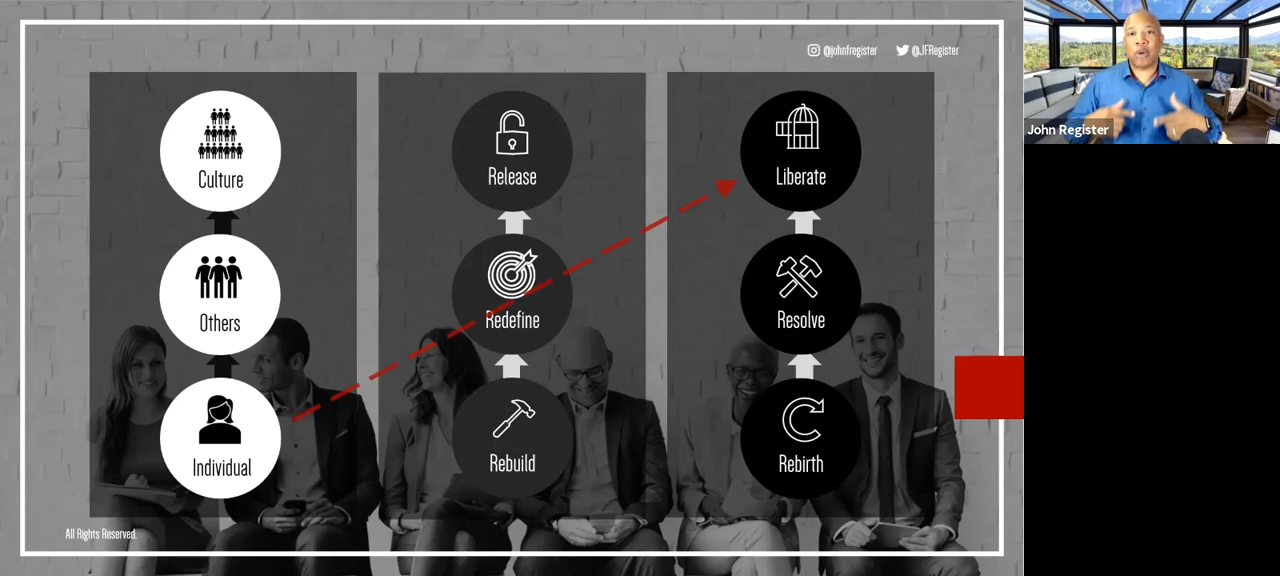 @johnfregister @JFRegister
Culture
Release
Liberate
Others
Redefine
Resolve
Individual
Rebuild
Rebirth
All Rights Reserved.
John Register